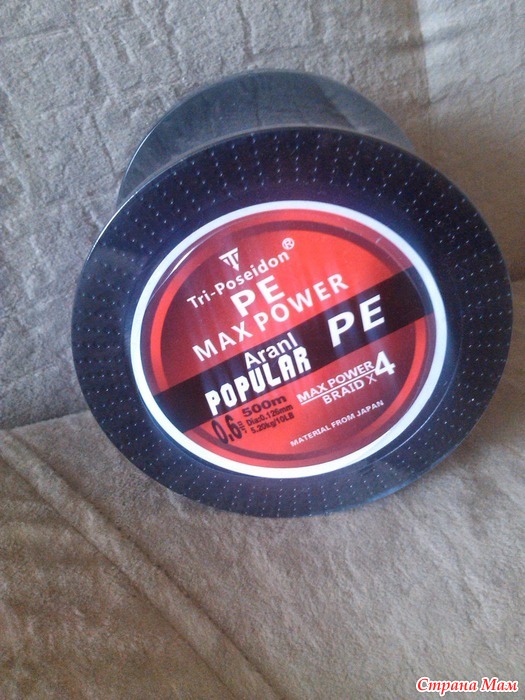 Tri-Poseidon®
PE
MAX POWER
Aranl
POPULAR PE
500m
0.6
Dia:0.128mm
5.20kg/10LB
MAX POWER
BRAID X4
MATERIAL FROM JAPAN
Страна Мам